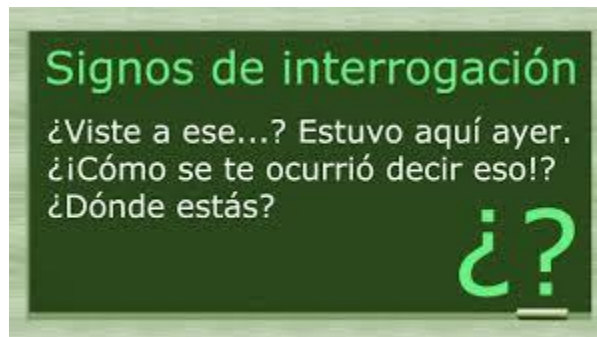 Signos de interrogación
¿Viste a ese...? Estuvo aquí ayer.
¿¡Cómo se te ocurrió decir eso!?
¿Dónde estás?
¿?